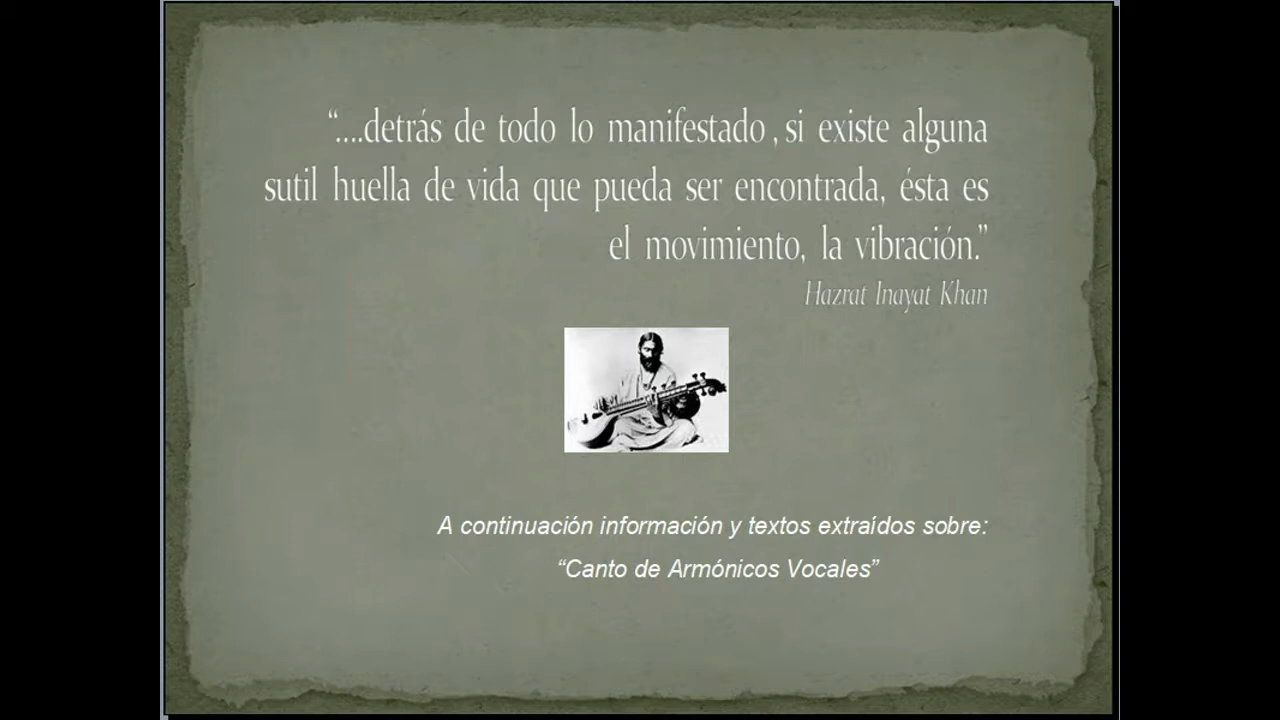 “....detrás de todo lo manifestado , si existe alguna
sutil huella de vida que pueda ser encontrada, ésta es
el movimiento, la vibración.”
Hazrat Inayat Khan
A continuación información y textos extraídos sobre:
“Canto de Armónicos Vocales”